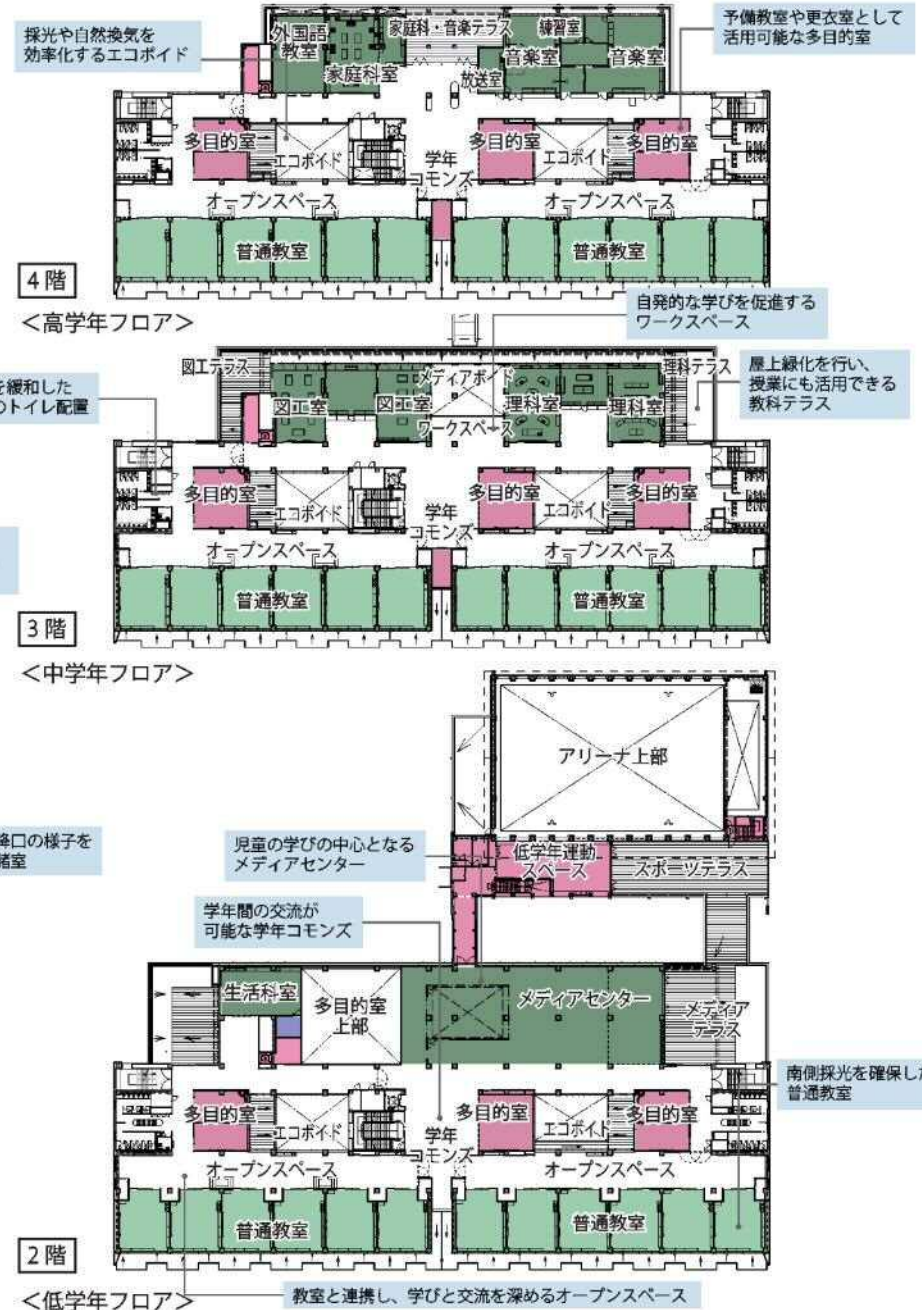 採光や自然換気を
効率化するエコボイド
外国語
教室
家庭科室
家庭科・音楽テラス
放送室
練習室
音楽室
音楽室
予備教室や更衣室として
活用可能な多目的室
多目的室
エコボイド
学年
コモンズ
多目的室
エコボイド
多目的室
オープンスペース
オープンスペース
普通教室
普通教室
4階
＜高学年フロア＞
自発的な学びを促進する
ワークスペース
図工テラス
メディアボード
理科テラス
屋上緑化を行い、
授業にも活用できる
教科テラス
を緩和した
のトイレ配置
図工室
図工室
理科室
理科室
ワークスペース
多目的室
エコボイド
学年
コモンズ
多目的室
エコボイド
多目的室
オープンスペース
オープンスペース
普通教室
普通教室
3階
＜中学年フロア＞
アリーナ上部
降口の様子を
児童の学びの中心となる
メディアセンター
低学年運動
スペース
スポーツテラス
学年間の交流が
可能な学年コモンズ
生活科室
多目的室
上部
メディアセンター
メディア
テラス
南側採光を確保した
普通教室
多目的室
エコボイド
学年
コモンズ
多目的室
エコボイド
多目的室
オープンスペース
オープンスペース
普通教室
普通教室
2階
＜低学年フロア＞
教室と連携し、学びと交流を深めるオープンスペース